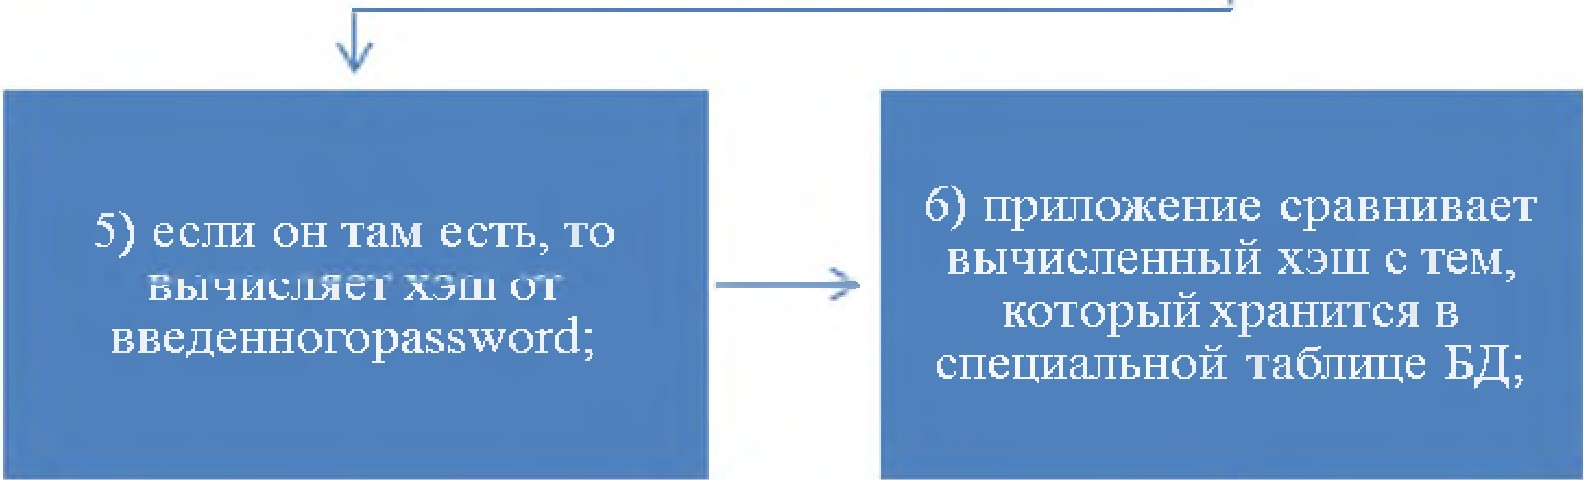 5) если он там есть, то
вычисляет хэш от
введенногоpassword;
6) приложение сравнивает
вычисленный хэш с тем,
который хранится в
специальной таблице БД;